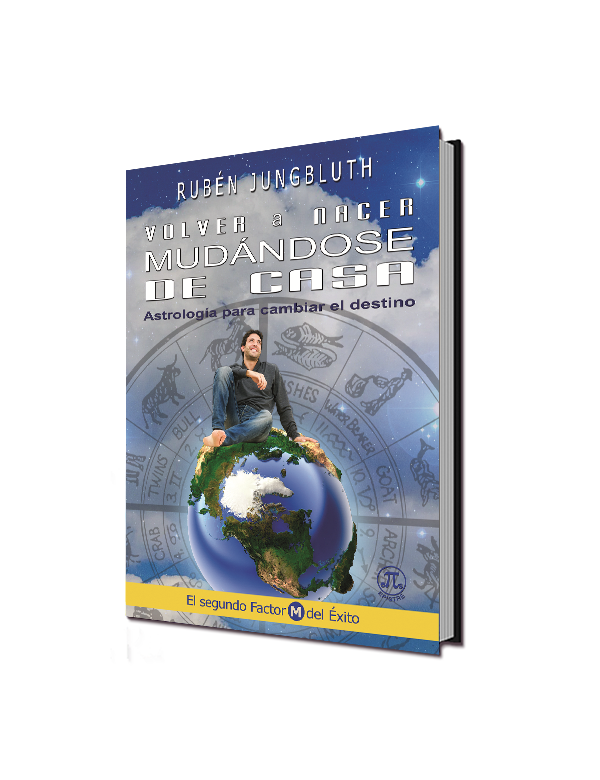 RUBÉN JUNGBLUTH
VOLVER a NACER
MUDÁNDOSE
DE CASA
Astrología para cambiar el destino
BULL
TWINS
CRAB
FISHES
WATER BEARER
GOAT
El segundo Factor M del Éxito